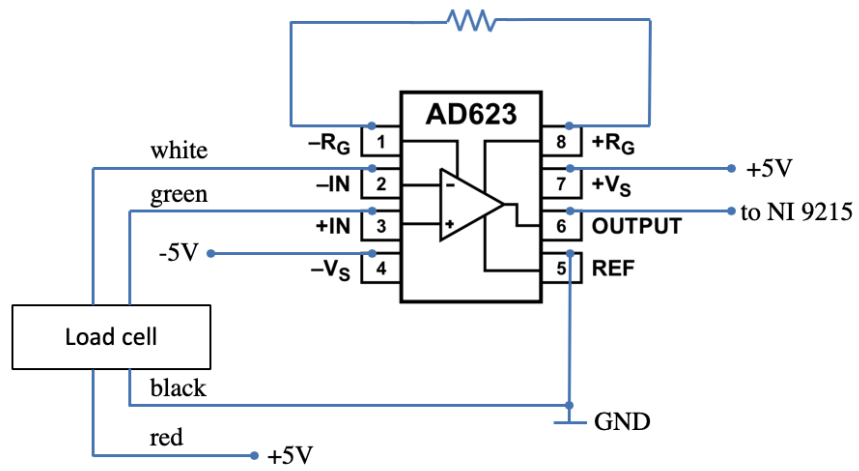 AD623
–RG 1 8 +RG
white
–IN 2 – 7 +VS +5V
green
+IN 3 + 6 OUTPUT to NI 9215
-5V –VS 4 5 REF
Load cell
black
GND
red
+5V